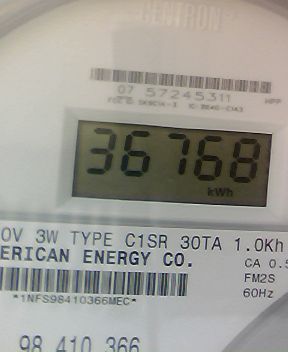 CENTRON
07 57245311
36768
kWh
0V 3W TYPE C1SR 30TA 1.0Kh
ERICAN ENERGY CO.
CA 0.5
FM2S
60Hz
*1NFS98410366MEC*
98 410 366